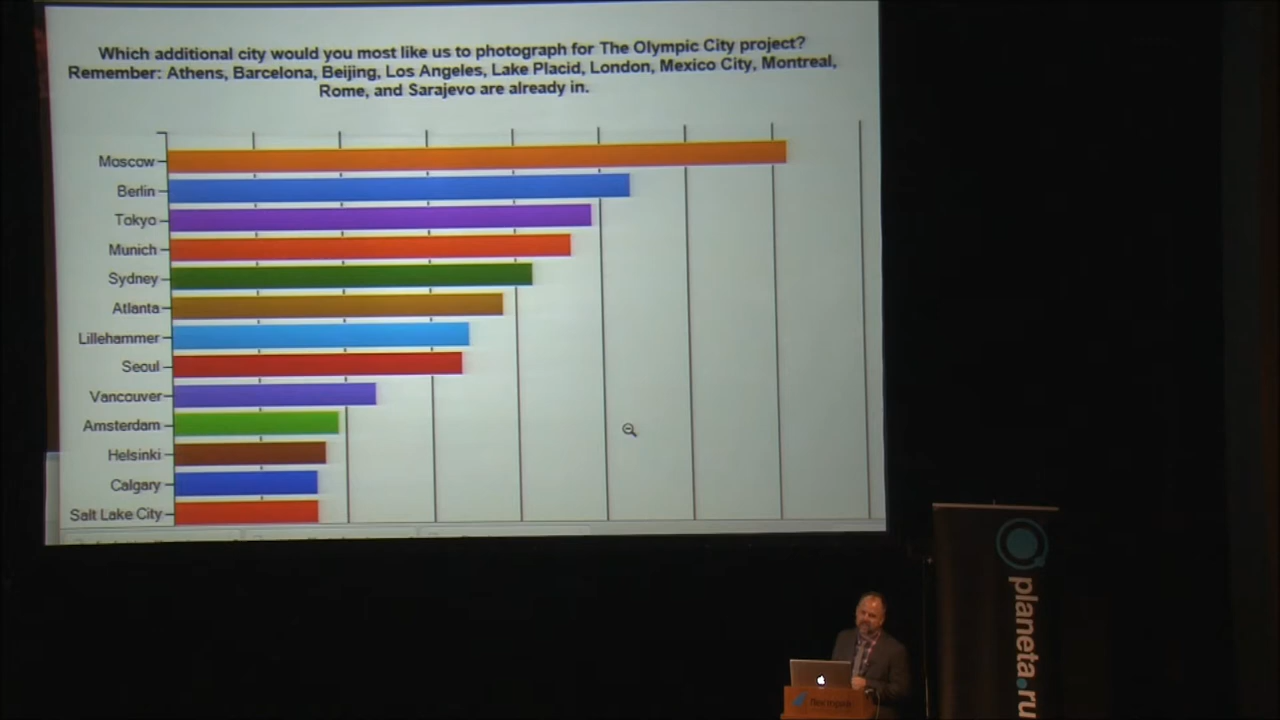 Which additional city would you most like us to photograph for The Olympic City project?
Remember: Athens, Barcelona, Beijing, Los Angeles, Lake Placid, London, Mexico City, Montreal,
Rome, and Sarajevo are already in.
Moscow
Berlin
Tokyo
Munich
Sydney
Atlanta
Lillehammer
Seoul
Vancouver
Amsterdam
Helsinki
Calgary
Salt Lake City
planeta.ru